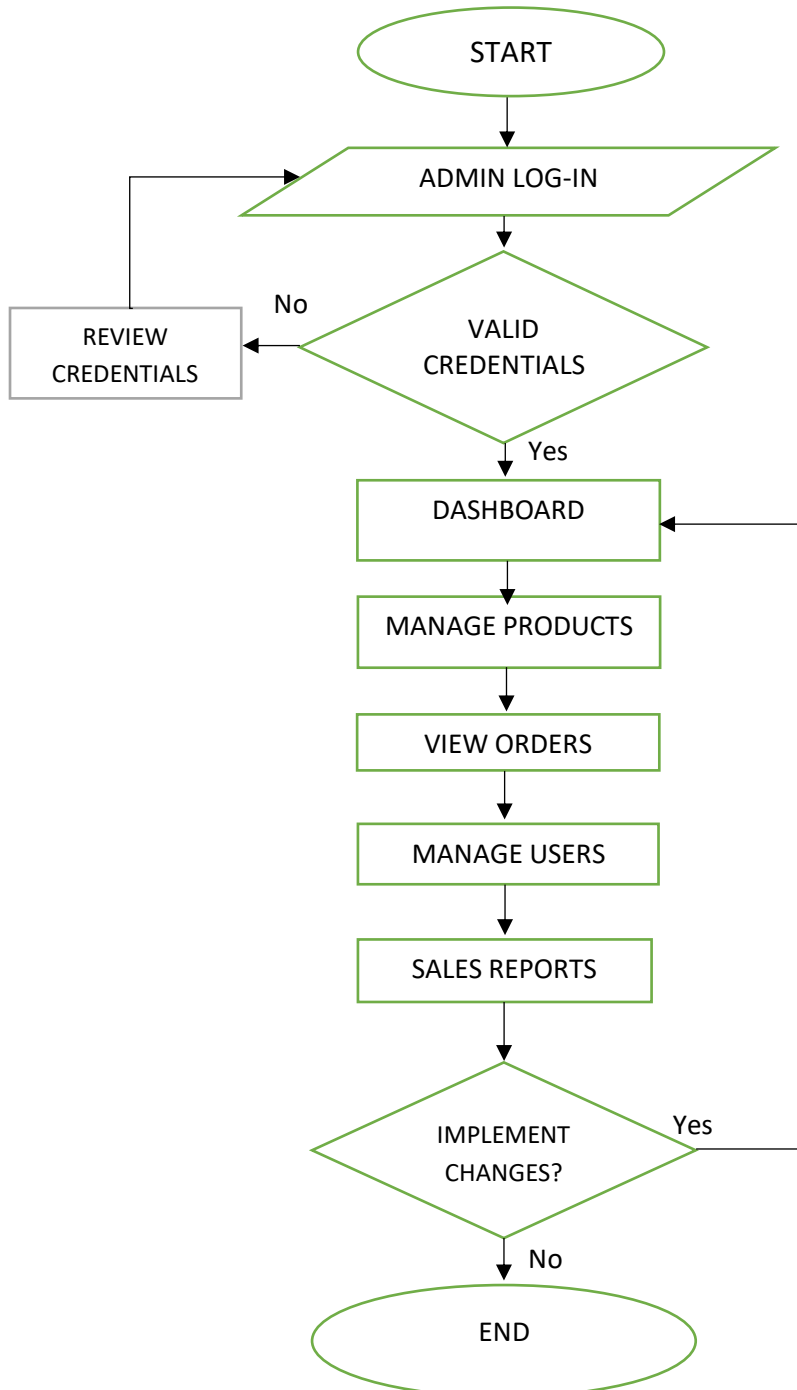 START
ADMIN LOG-IN
No
VALID
CREDENTIALS
REVIEW
CREDENTIALS
Yes
DASHBOARD
MANAGE PRODUCTS
VIEW ORDERS
MANAGE USERS
SALES REPORTS
IMPLEMENT
CHANGES?
Yes
No
END